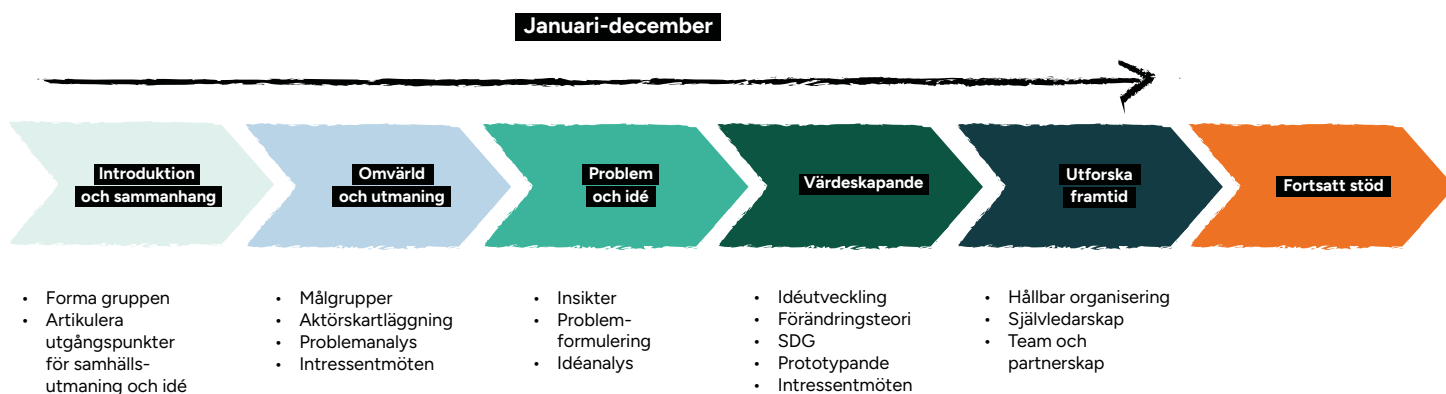 Januari-december
Introduktion
och sammanhang
Omvärld
och utmaning
Problem
och idé
Värdeskapande
Utforska
framtid
Fortsatt stöd
• Forma gruppen
• Artikulera
utgångspunkter
för samhälls-
utmaning och idé
• Målgrupper
• Aktörskartläggning
• Problemanalys
• Intressentmöten
• Insikter
• Problem-
formulering
• Idéanalys
• Idéutveckling
• Förändringsteori
• SDG
• Prototypande
• Intressentmöten
• Hållbar organisering
• Självledarskap
• Team och
partnerskap